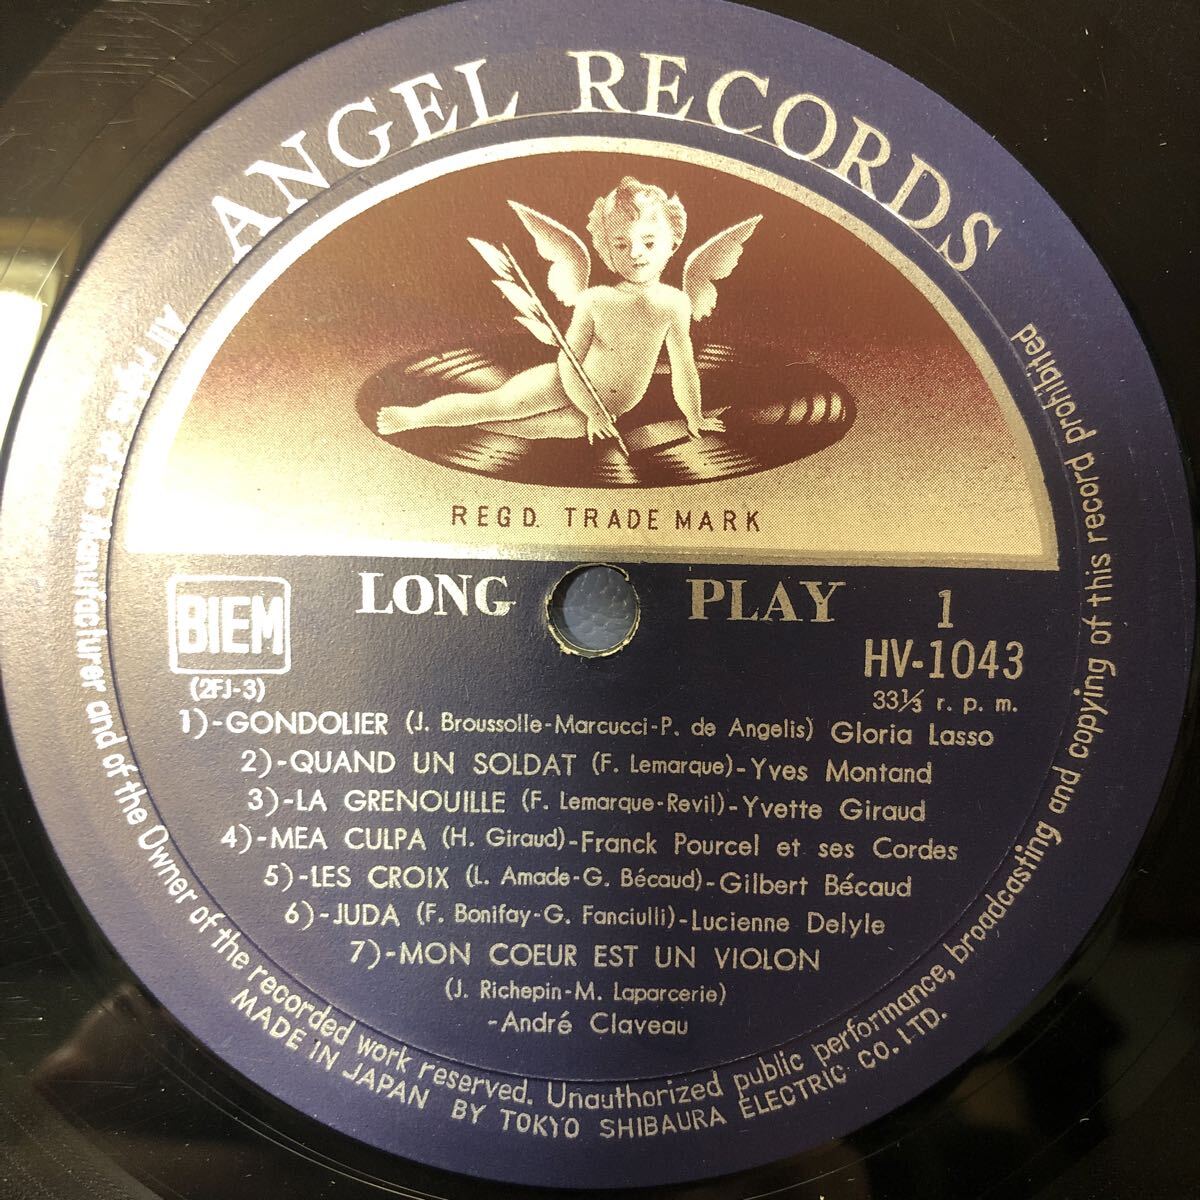 ANGEL RECORDS
REGD. TRADE MARK
LONG PLAY
BIEM
(2FJ-3)
1
HV-1043
33⅓ r. p. m.
1)-GONDOLIER (J. Broussolle-Marcucci-P. de Angelis) Gloria Lasso
2)-QUAND UN SOLDAT (F. Lemarque)-Yves Montand
3)-LA GRENOUILLE (F. Lemarque-Revil)-Yvette Giraud
4)-MEA CULPA (H. Giraud)-Franck Pourcel et ses Cordes
5)-LES CROIX (L. Amade-G. Bécaud)-Gilbert Bécaud
6)-JUDA (F. Bonifay-G. Fanciulli)-Lucienne Delyle
7)-MON COEUR EST UN VIOLON
(J. Richepin-M. Laparcerie)
-André Claveau
All rights of the Manufacturer and of the Owner of the recorded work reserved. Unauthorized public performance, broadcasting and copying of this record prohibited
MADE IN JAPAN BY TOKYO SHIBAURA ELECTRIC CO. LTD.